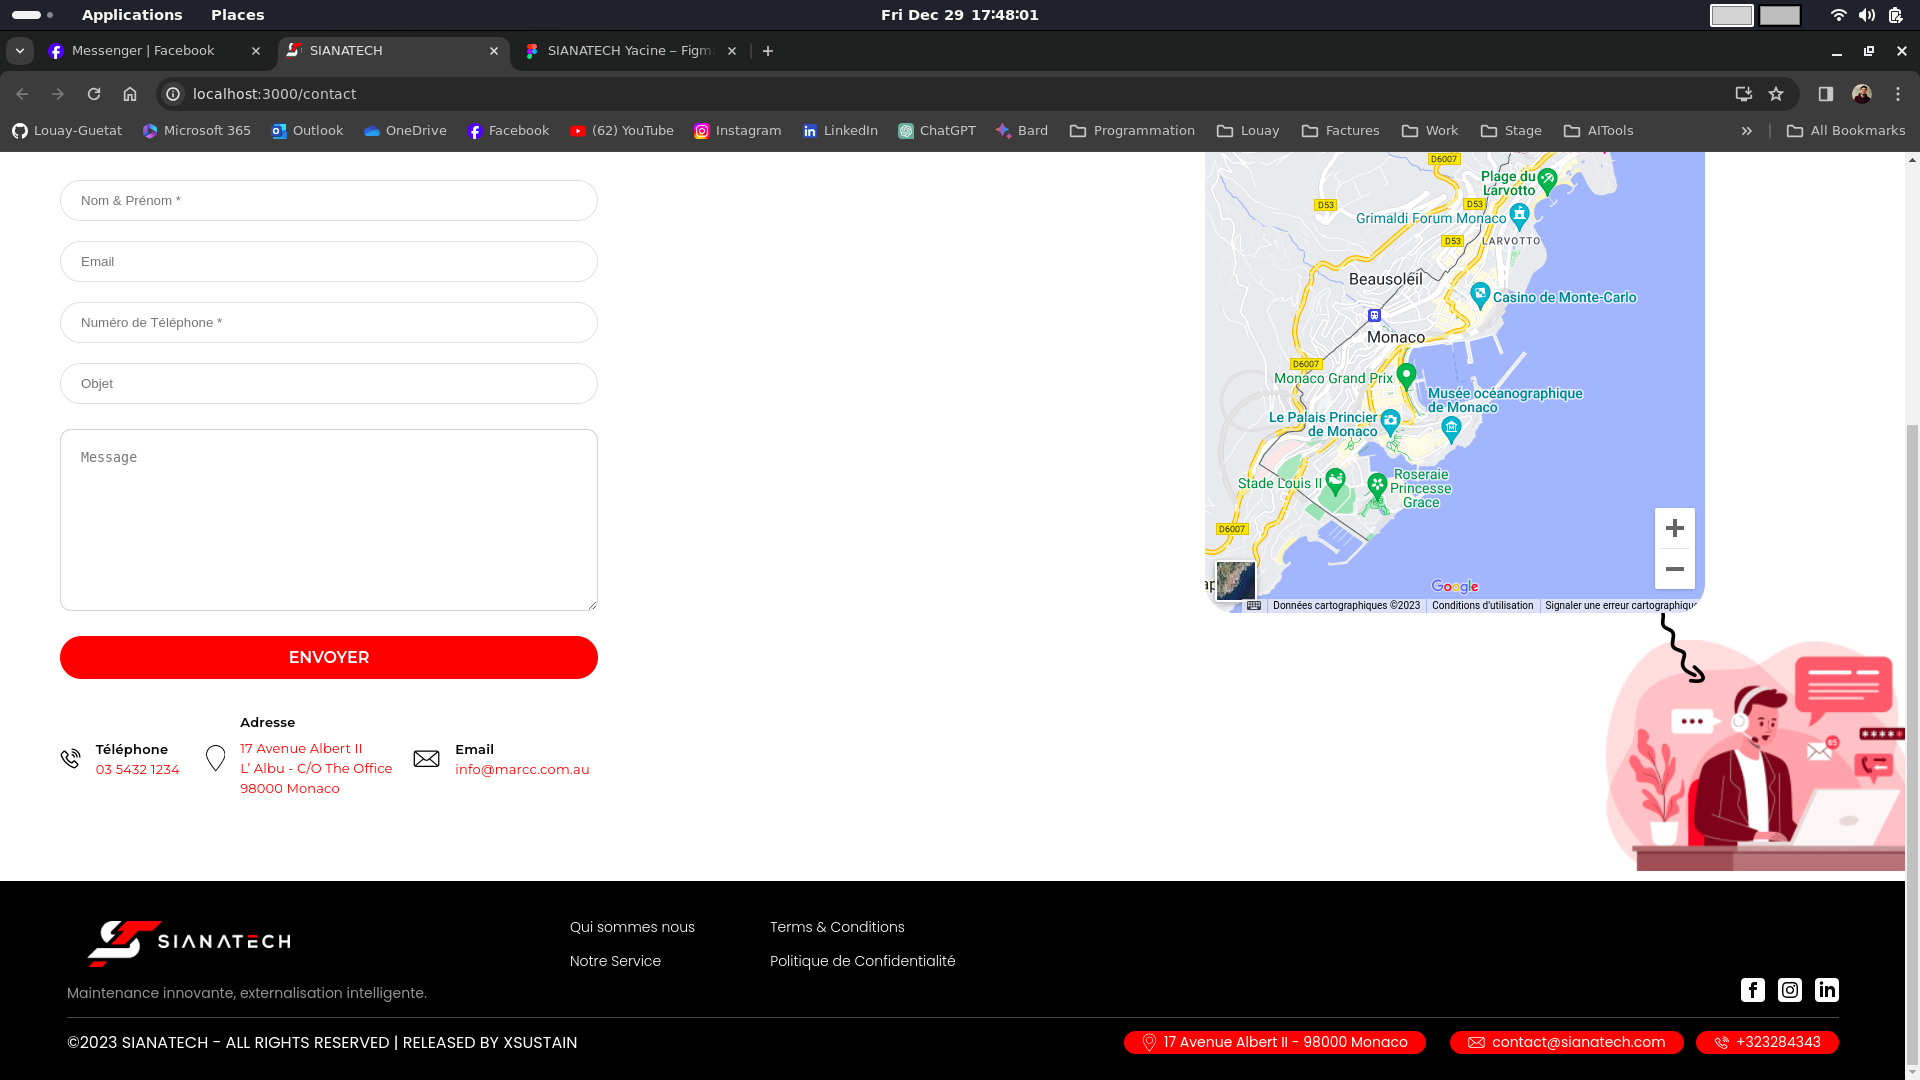 Applications Places Fri Dec 29 17:48:01
Messenger | Facebook SIANATECH SIANATECH Yacine – Figm
localhost:3000/contact
Louay-Guetat Microsoft 365 Outlook OneDrive Facebook (62) YouTube Instagram LinkedIn ChatGPT Bard Programmation Louay Factures Work Stage AITools » All Bookmarks
Nom & Prénom *
Email
Numéro de Téléphone *
Objet
Message
ENVOYER
Téléphone
03 5432 1234
Adresse
17 Avenue Albert II
L' Albu - C/O The Office
98000 Monaco
Email
info@marcc.com.au
D6007
Plage du
Larvotto
D53
D53
Grimaldi Forum Monaco
D53
LARVOTTO
Beausoleil
Casino de Monte-Carlo
Monaco
D6007
Monaco Grand Prix
Musée océanographique
de Monaco
Le Palais Princier
de Monaco
Stade Louis II
Roseraie
Princesse
Grace
D6007
Google
Données cartographiques ©2023 Conditions d'utilisation Signaler une erreur cartographique
85
SIANATECH
Maintenance innovante, externalisation intelligente.
Qui sommes nous
Notre Service
Terms & Conditions
Politique de Confidentialité
©2023 SIANATECH - ALL RIGHTS RESERVED | RELEASED BY XSUSTAIN
17 Avenue Albert II - 98000 Monaco
contact@sianatech.com
+323284343